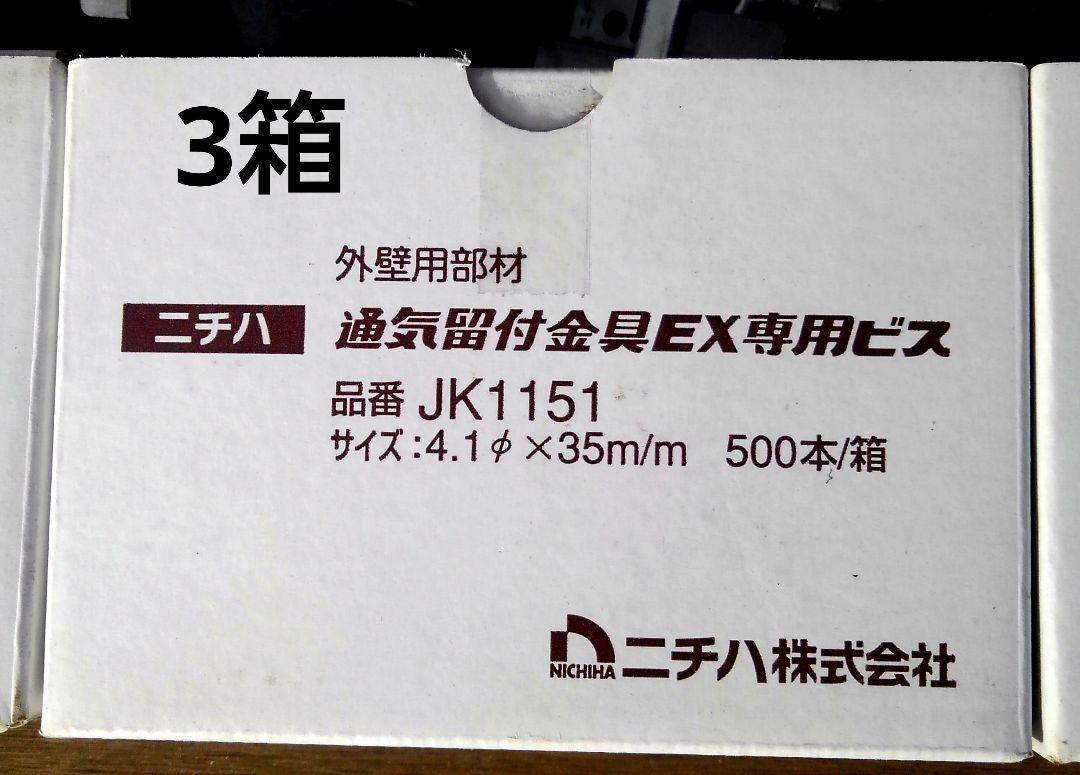 3箱
外壁用部材
ニチハ 通気留付金具EX専用ビス
品番 JK1151
サイズ:4.1φ×35m/m 500本/箱
NICHIHA ニチハ株式会社